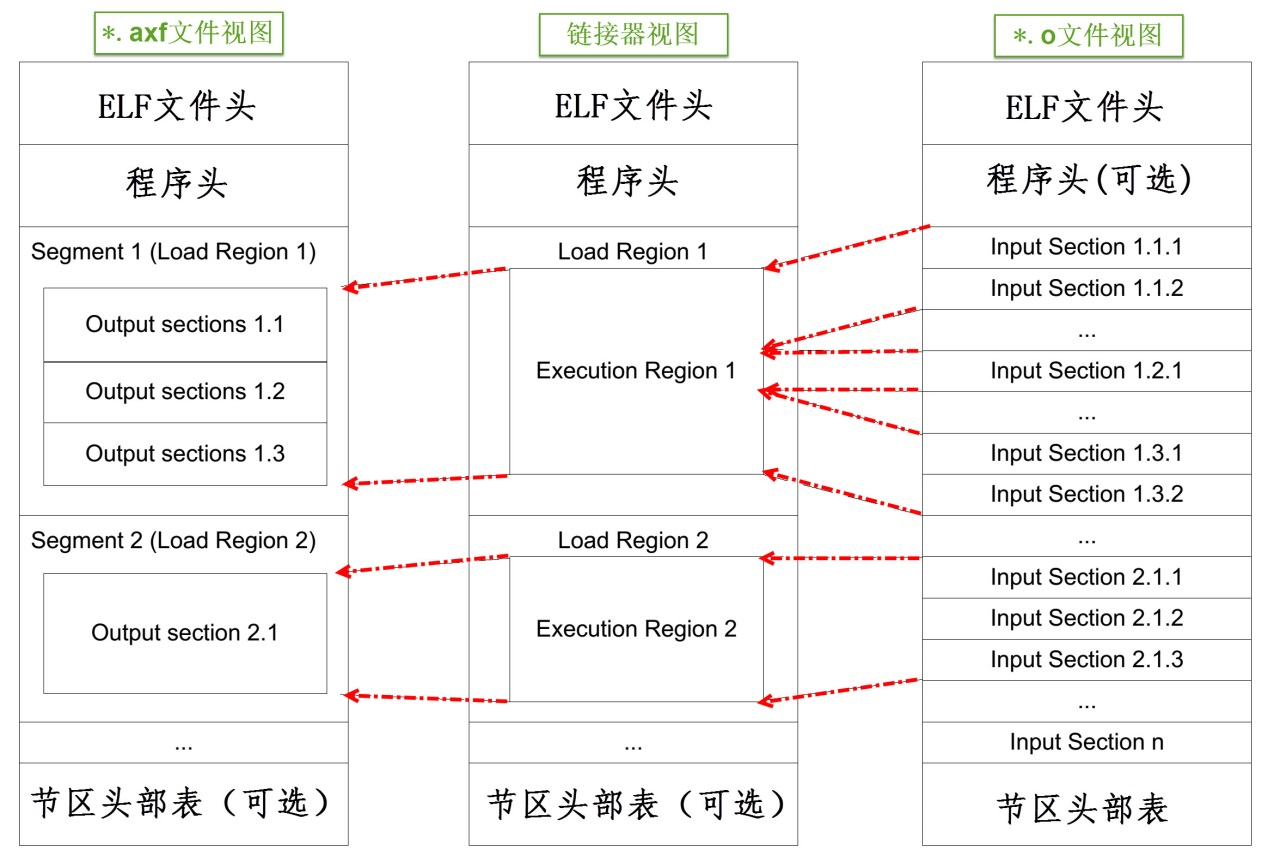 *. axf文件视图
ELF文件头
程序头
Segment 1 (Load Region 1)
Output sections 1.1
Output sections 1.2
Output sections 1.3
Segment 2 (Load Region 2)
Output section 2.1
...
节区头部表（可选）
链接器视图
ELF文件头
程序头
Load Region 1
Execution Region 1
Load Region 2
Execution Region 2
...
节区头部表（可选）
*. o文件视图
ELF文件头
程序头(可选)
Input Section 1.1.1
Input Section 1.1.2
...
Input Section 1.2.1
...
Input Section 1.3.1
Input Section 1.3.2
...
Input Section 2.1.1
Input Section 2.1.2
Input Section 2.1.3
...
Input Section n
节区头部表